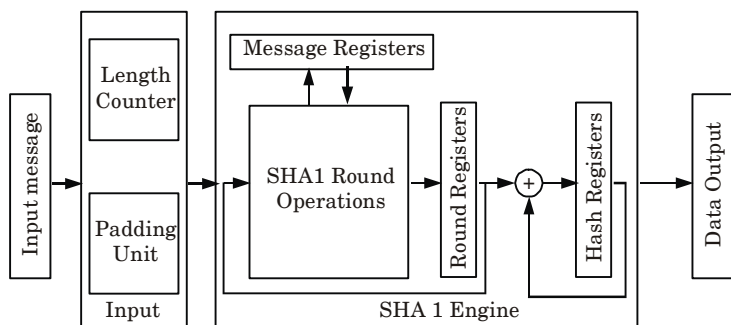 Input message
Length
Counter
Padding
Unit
Input
Message Registers
SHA1 Round
Operations
Round Registers
+
Hash Registers
SHA 1 Engine
Data Output